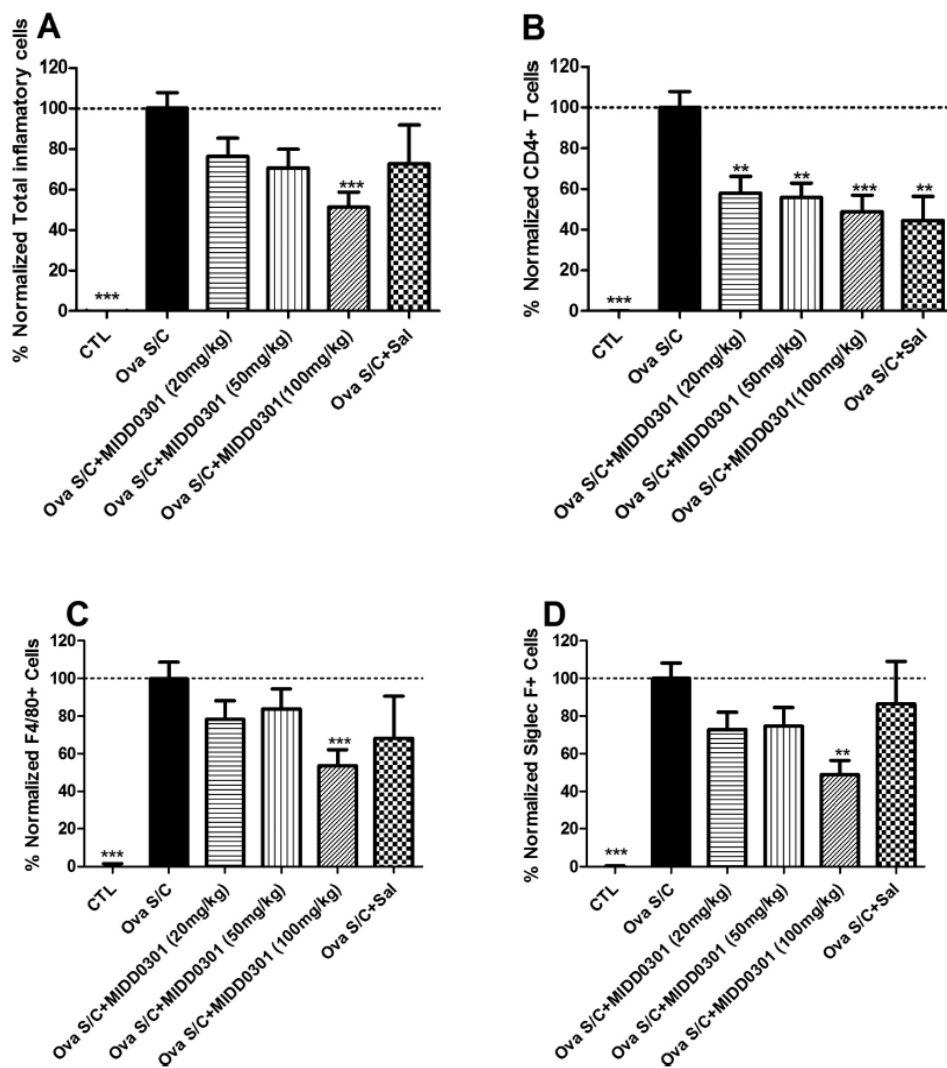 A
% Normalized Total inflamatory cells
120
100
80
60
40
20
0
***
***
CTL
Ova S/C
Ova S/C+MIDD0301 (20mg/kg)
Ova S/C+MIDD0301 (50mg/kg)
Ova S/C+MIDD0301(100mg/kg)
Ova S/C+Sal
B
% Normalized CD4+ T cells
120
100
80
60
40
20
0
***
**
**
***
**
CTL
Ova S/C
Ova S/C+MIDD0301 (20mg/kg)
Ova S/C+MIDD0301 (50mg/kg)
Ova S/C+MIDD0301(100mg/kg)
Ova S/C+Sal
C
% Normalized F4/80+ Cells
120
100
80
60
40
20
0
***
***
CTL
Ova S/C
Ova S/C+MIDD0301 (20mg/kg)
Ova S/C+MIDD0301 (50mg/kg)
Ova S/C+MIDD0301 (100mg/kg)
Ova S/C+Sal
D
% Normalized Siglec F+ Cells
120
100
80
60
40
20
0
***
**
CTL
Ova S/C
Ova S/C+MIDD0301 (20mg/kg)
Ova S/C+MIDD0301 (50mg/kg)
Ova S/C+MIDD0301 (100mg/kg)
Ova S/C+Sal